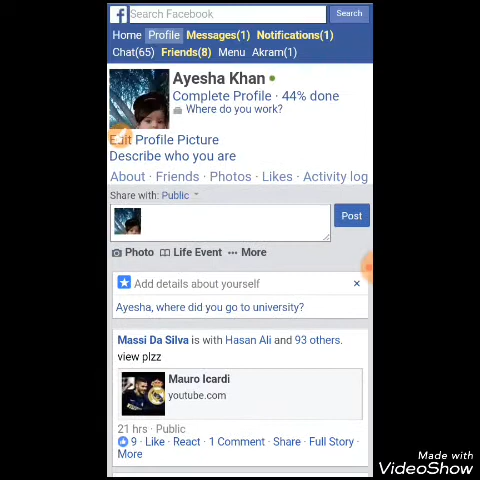 f Search Facebook Search
Home Profile Messages(1) Notifications(1)
Chat(65) Friends(8) Menu Akram(1)
Ayesha Khan
Complete Profile · 44% done
Where do you work?
Edit Profile Picture
Describe who you are
About · Friends · Photos · Likes · Activity log
Share with: Public
Post
Photo Life Event ••• More
Add details about yourself ×
Ayesha, where did you go to university?
Massi Da Silva is with Hasan Ali and 93 others.
view plzz
Mauro Icardi
youtube.com
21 hrs · Public
9 · Like · React · 1 Comment · Share · Full Story ·
More
Made with
VideoShow